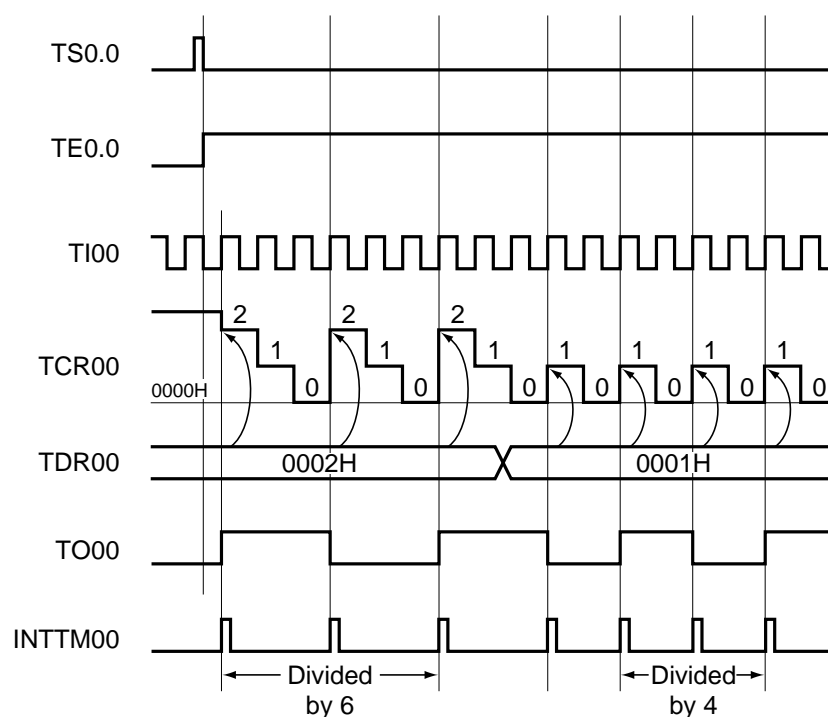 TS0.0
TE0.0
TI00
2 2 2
1 1 1 1 1 1 1
TCR00
0 0 0 0 0 0 0
0000H
TDR00
0002H 0001H
TO00
INTTM00
Divided Divided
by 6 by 4